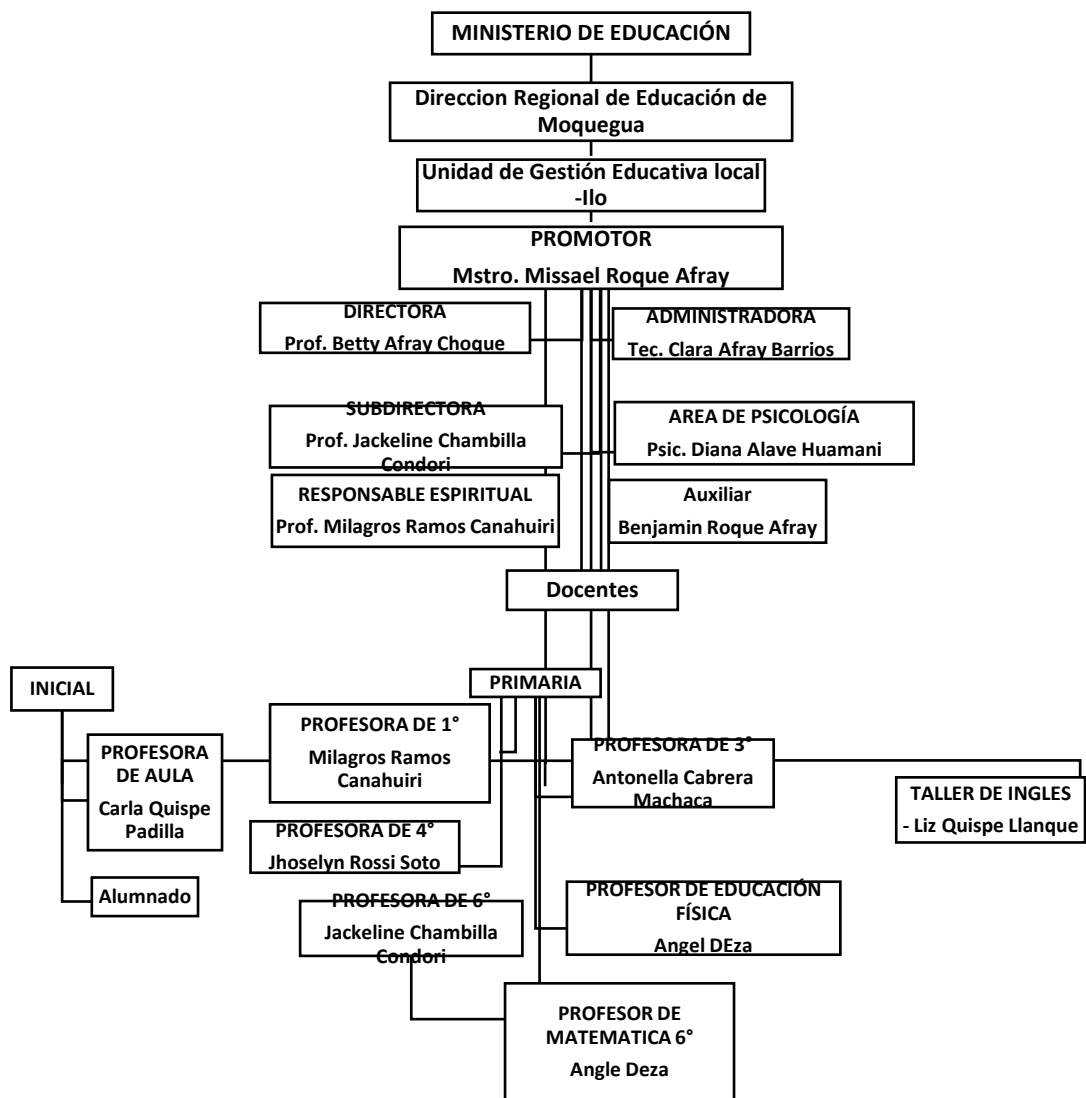 MINISTERIO DE EDUCACIÓN
Direccion Regional de Educación de
Moquegua
Unidad de Gestión Educativa local
-Ilo
PROMOTOR
Mstro. Missael Roque Afray
DIRECTORA
Prof. Betty Afray Choque
ADMINISTRADORA
Tec. Clara Afray Barrios
SUBDIRECTORA
Prof. Jackeline Chambilla
Condori
AREA DE PSICOLOGÍA
Psic. Diana Alave Huamani
RESPONSABLE ESPIRITUAL
Prof. Milagros Ramos Canahuiri
Auxiliar
Benjamin Roque Afray
Docentes
INICIAL
PRIMARIA
PROFESORA
DE AULA
Carla Quispe
Padilla
PROFESORA DE 1°
Milagros Ramos
Canahuiri
PROFESORA DE 3°
Antonella Cabrera
Machaca
TALLER DE INGLES
- Liz Quispe Llanque
PROFESORA DE 4°
Jhoselyn Rossi Soto
Alumnado
PROFESORA DE 6°
Jackeline Chambilla
Condori
PROFESOR DE EDUCACIÓN
FÍSICA
Angel DEza
PROFESOR DE
MATEMATICA 6°
Angle Deza